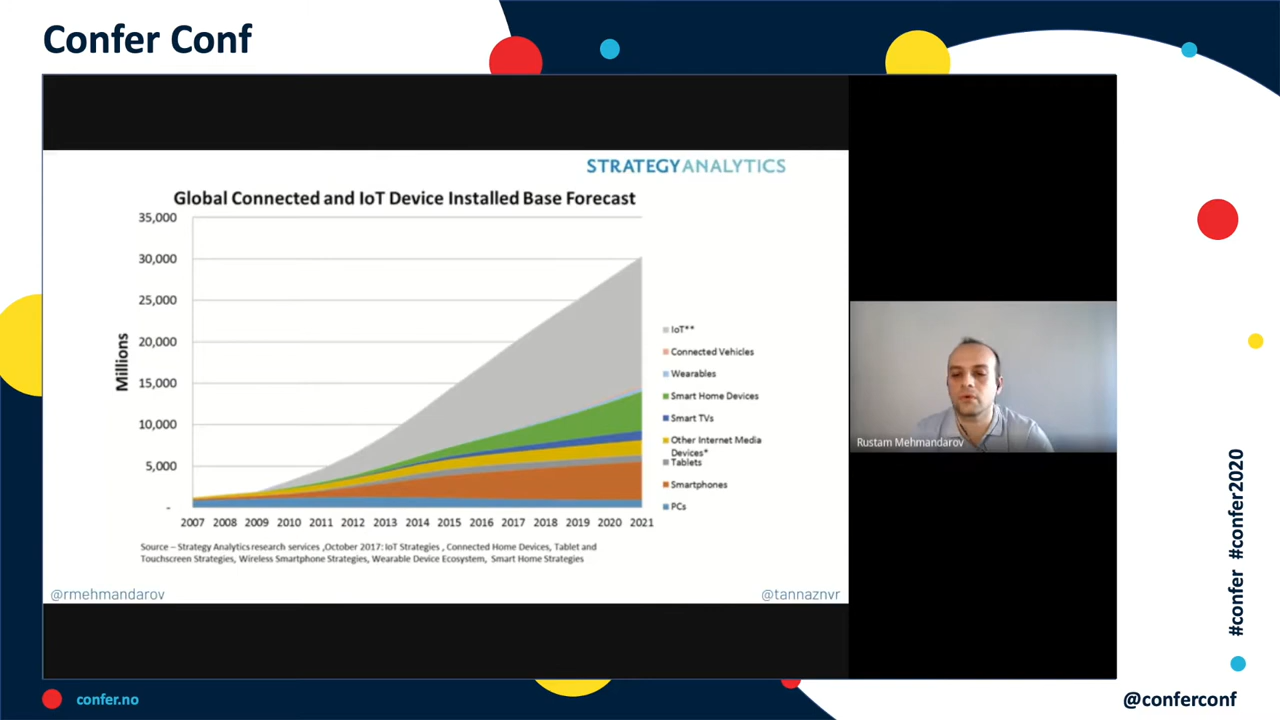 Confer Conf
STRATEGYANALYTICS
Global Connected and IoT Device Installed Base Forecast
35,000
30,000
25,000
20,000
15,000
10,000
5,000
-
Millions
2007 2008 2009 2010 2011 2012 2013 2014 2015 2016 2017 2018 2019 2020 2021
IoT**
Connected Vehicles
Wearables
Smart Home Devices
Smart TVs
Other Internet Media
Devices*
Tablets
Smartphones
PCs
Source – Strategy Analytics research services ,October 2017: IoT Strategies , Connected Home Devices, Tablet and
Touchscreen Strategies, Wireless Smartphone Strategies, Wearable Device Ecosystem, Smart Home Strategies
@rmehmandarov
@tannaznvr
Rustam Mehmandarov
#confer #confer2020
confer.no
@conferconf